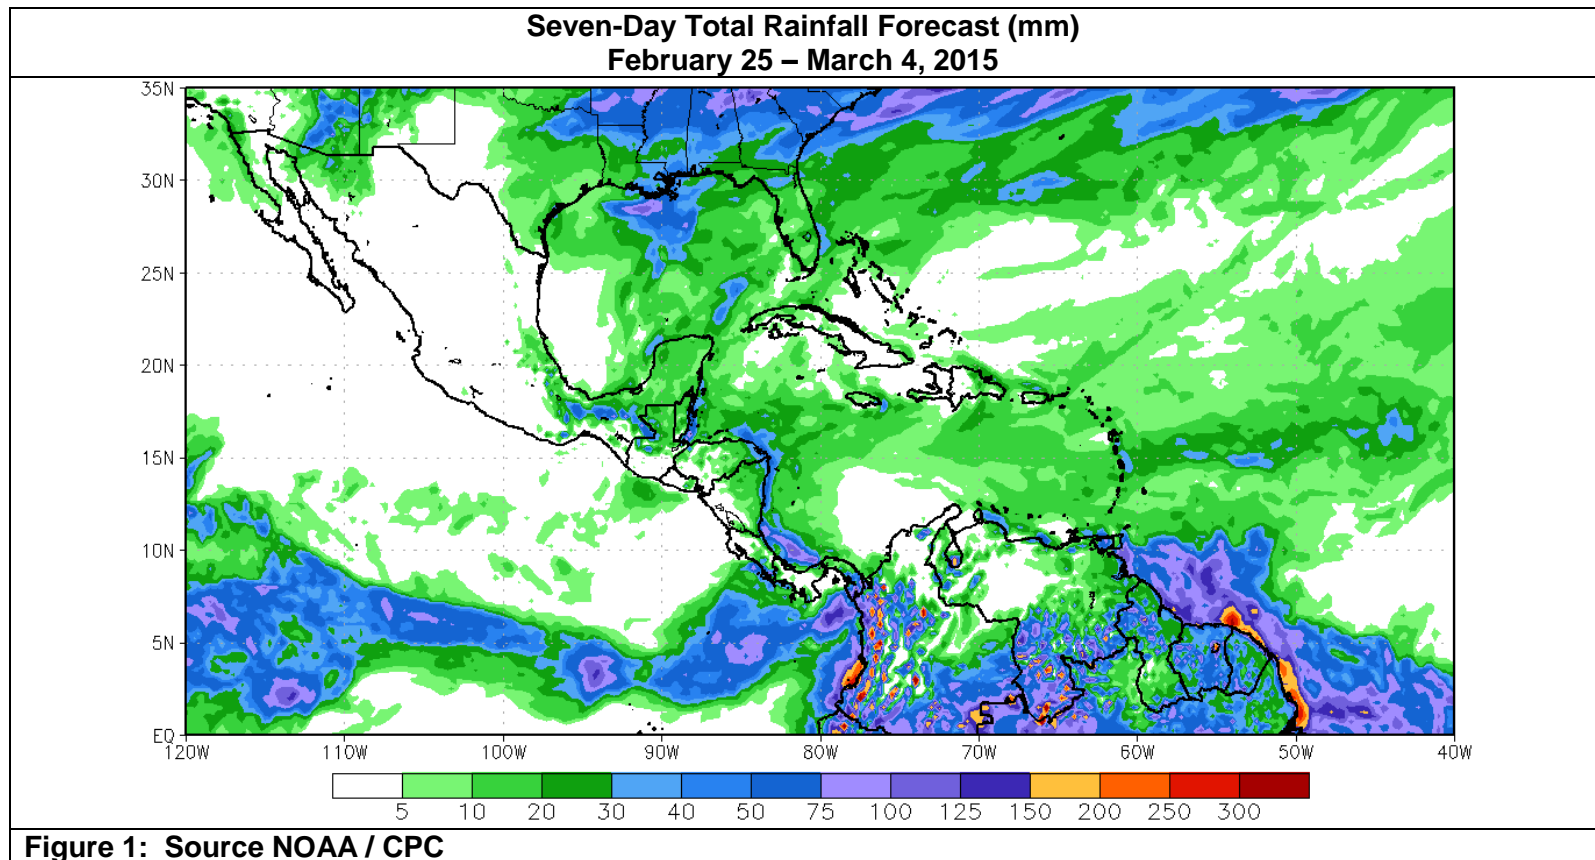 Seven-Day Total Rainfall Forecast (mm)
February 25 – March 4, 2015
35N
30N
25N
20N
15N
10N
5N
EQ
120W 110W 100W 90W 80W 70W 60W 50W 40W
5 10 20 30 40 50 75 100 125 150 200 250 300
Figure 1: Source NOAA / CPC